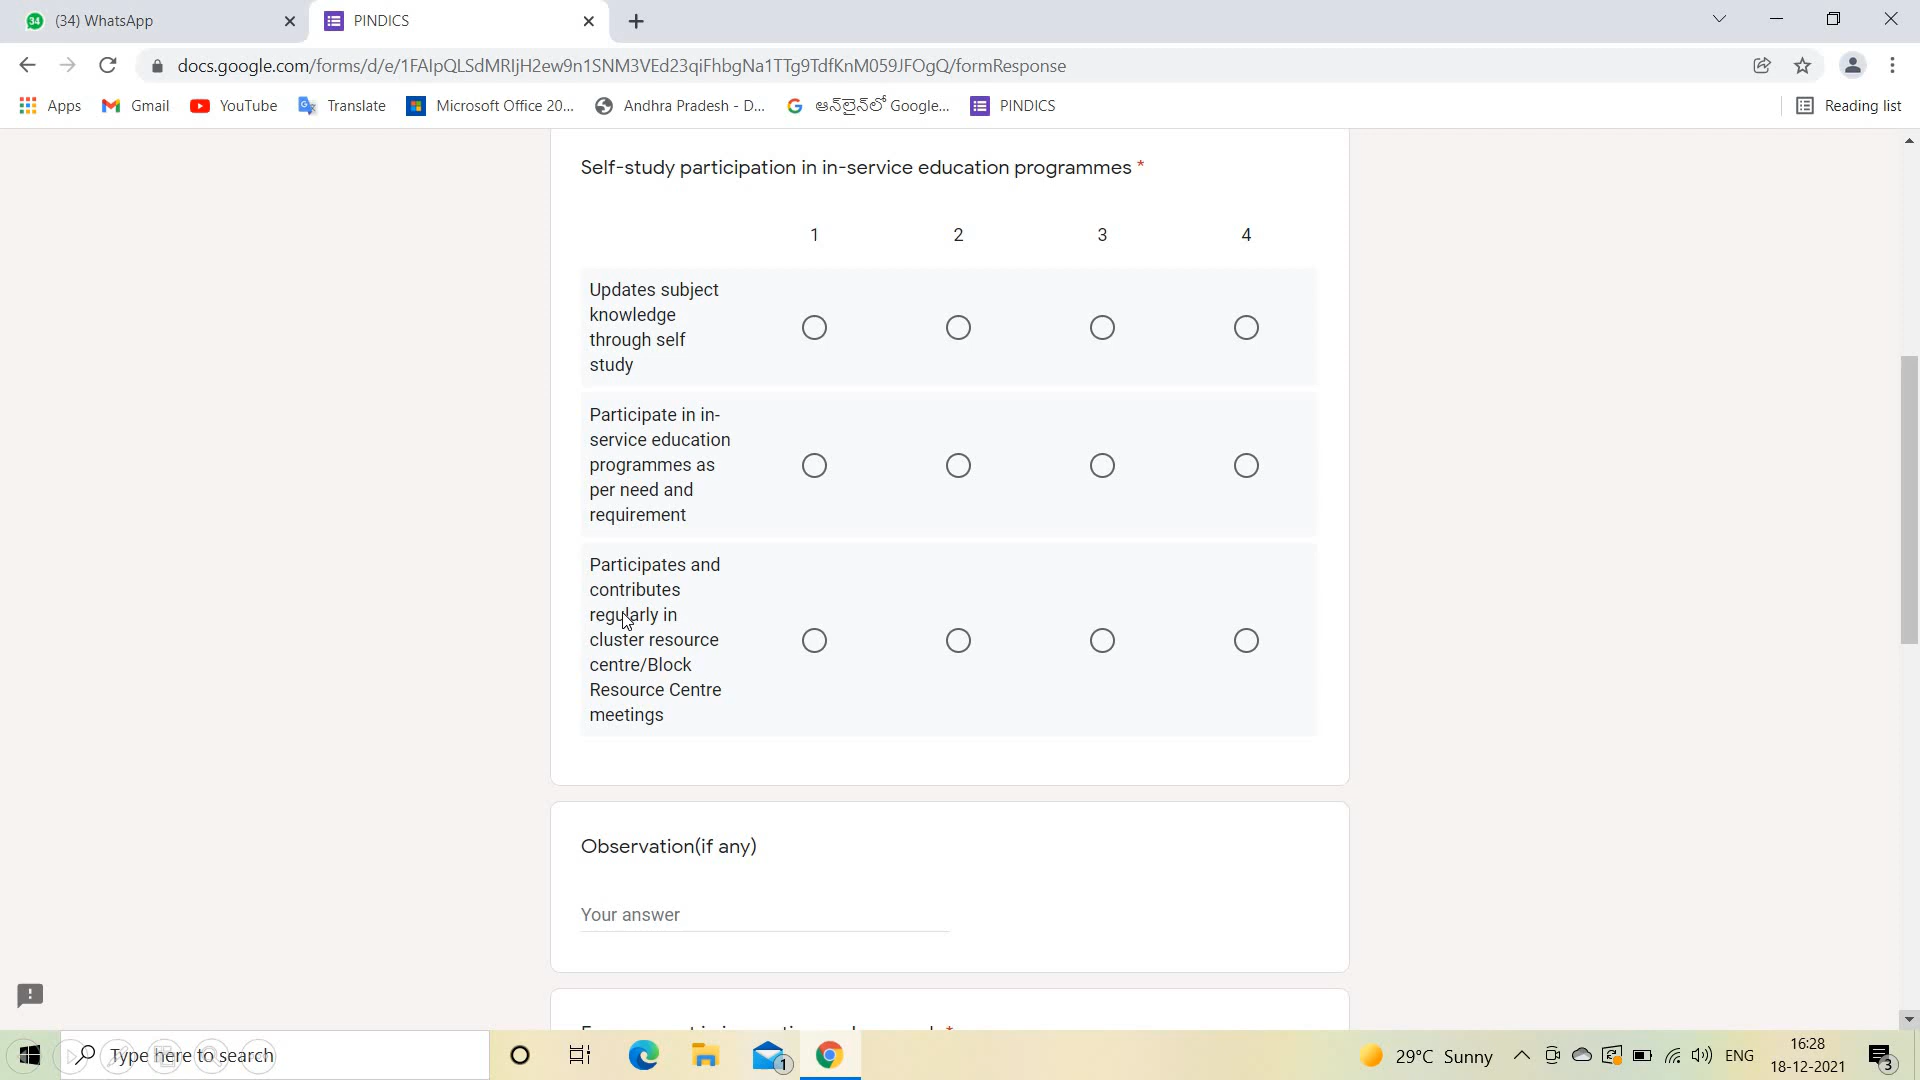 34 (34) WhatsApp
PINDICS
docs.google.com/forms/d/e/1FAIpQLSdMRIjH2ew9n1SNM3VEd23qiFhbgNa1TTg9TdfKnM059JFOgQ/formResponse
Apps Gmail YouTube Translate Microsoft Office 20... Andhra Pradesh - D... ఆన్‌లైన్‌లో Google... PINDICS Reading list
Self-study participation in in-service education programmes *
1 2 3 4
Updates subject
knowledge
through self
study
Participate in in-
service education
programmes as
per need and
requirement
Participates and
contributes
regularly in
cluster resource
centre/Block
Resource Centre
meetings
Observation(if any)
Your answer
Type here to search
1
29°C Sunny
ENG
16:28
18-12-2021
3